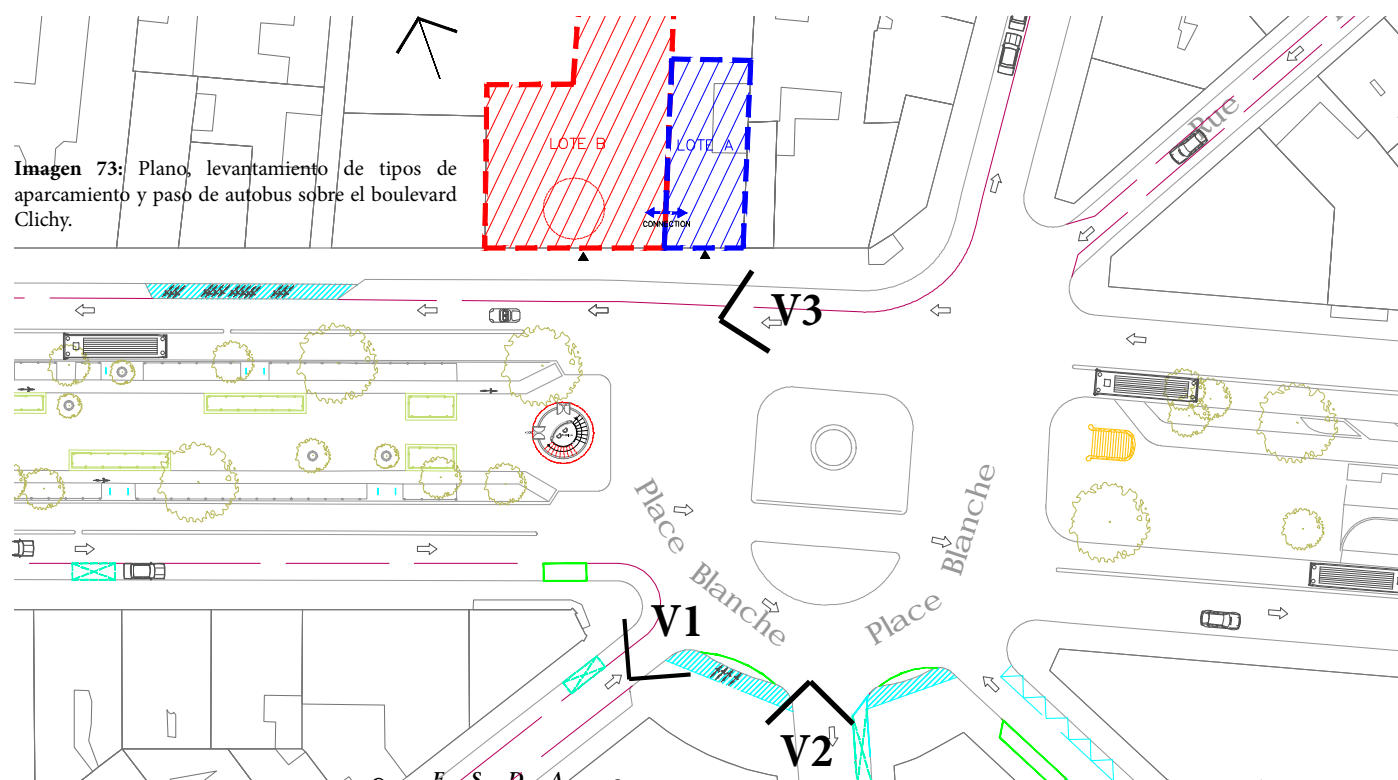 LOTE B
LOTE A
CONNECTION
Rue
Imagen 73: Plano, levantamiento de tipos de
aparcamiento y paso de autobus sobre el boulevard
Clichy.
V3
Place Blanche
Place Blanche
V1
V2
E S D A